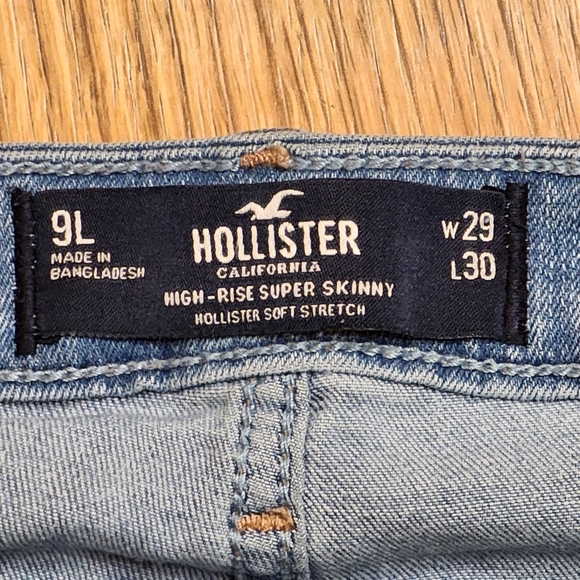 9L
MADE IN
BANGLADESH
HOLLISTER
CALIFORNIA
HIGH-RISE SUPER SKINNY
HOLLISTER SOFT STRETCH
W29
L30